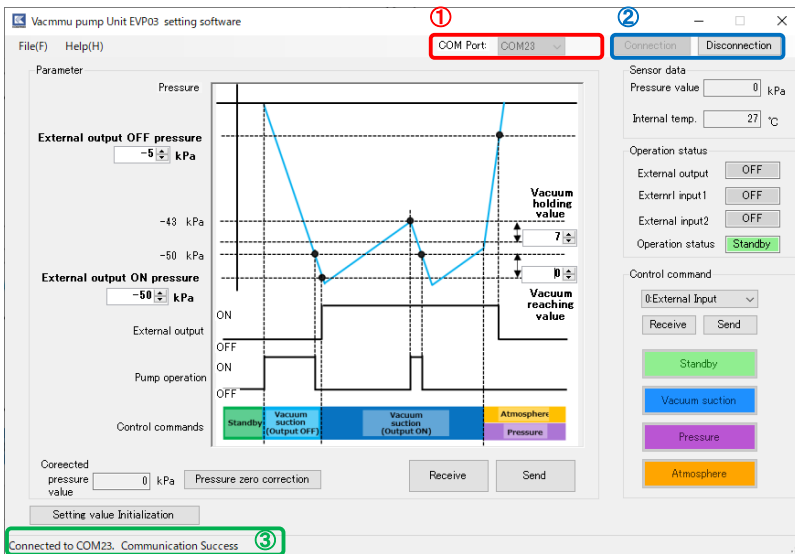 Vacmmu pump Unit EVP03 setting software
①
②
File(F) Help(H)
COM Port: COM23
Connection Disconnection
Parameter
Pressure
External output OFF pressure
-5 kPa
-43 kPa
-50 kPa
External output ON pressure
-50 kPa
Vacuum
holding
value
7
0
Vacuum
reaching
value
ON
External output
OFF
ON
Pump operation
OFF
Control commands
Standby
Vacuum
suction
(Output OFF)
Vacuum
suction
(Output ON)
Atmosphere
Pressure
Coreected
pressure
value
0 kPa
Pressure zero correction
Receive
Send
Setting value Initialization
Sensor data
Pressure value 0 kPa
Internal temp. 27 ℃
Operation status
External output OFF
Externrl input1 OFF
External input2 OFF
Operation status Standby
Control command
0:External Input
Receive Send
Standby
Vacuum suction
Pressure
Atmosphere
Connected to COM23. Communication Success ③